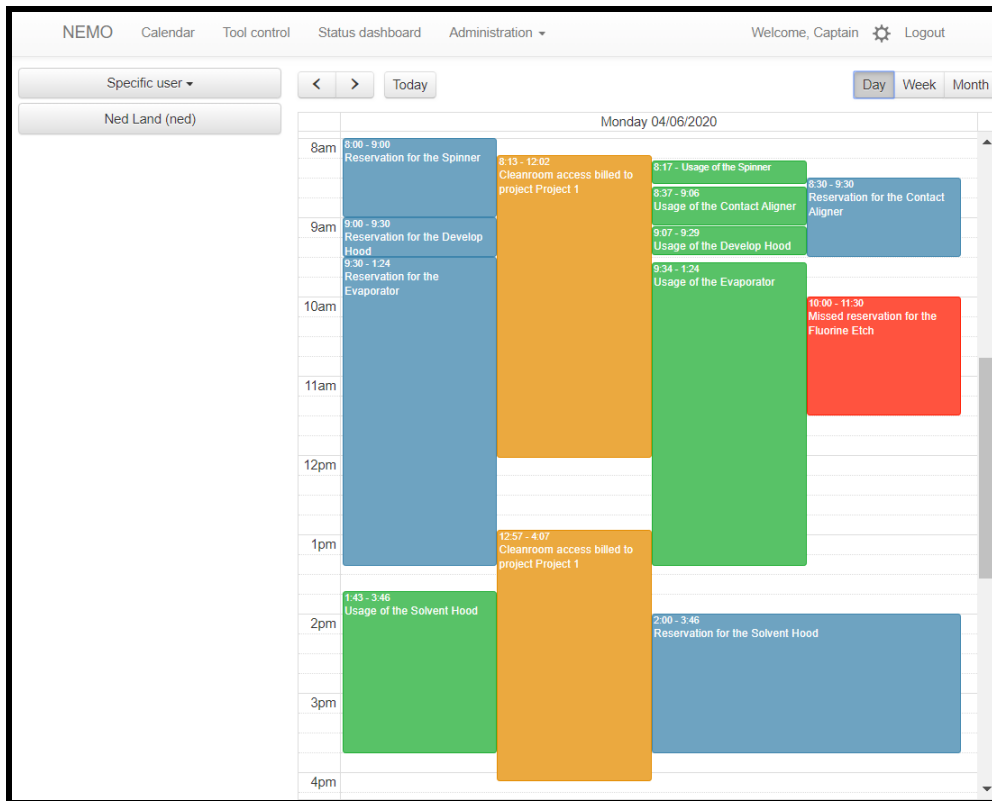 NEMO Calendar Tool control Status dashboard Administration Welcome, Captain Logout
Specific user
Ned Land (ned)
Today
Day Week Month
Monday 04/06/2020
8am
9am
10am
11am
12pm
1pm
2pm
3pm
4pm
8:00 - 9:00
Reservation for the Spinner
9:00 - 9:30
Reservation for the Develop
Hood
9:30 - 1:24
Reservation for the
Evaporator
1:43 - 3:46
Usage of the Solvent Hood
8:13 - 12:02
Cleanroom access billed to
project Project 1
12:57 - 4:07
Cleanroom access billed to
project Project 1
8:17 - Usage of the Spinner
8:37 - 9:06
Usage of the Contact Aligner
9:07 - 9:29
Usage of the Develop Hood
9:34 - 1:24
Usage of the Evaporator
8:30 - 9:30
Reservation for the Contact
Aligner
10:00 - 11:30
Missed reservation for the
Fluorine Etch
2:00 - 3:46
Reservation for the Solvent Hood